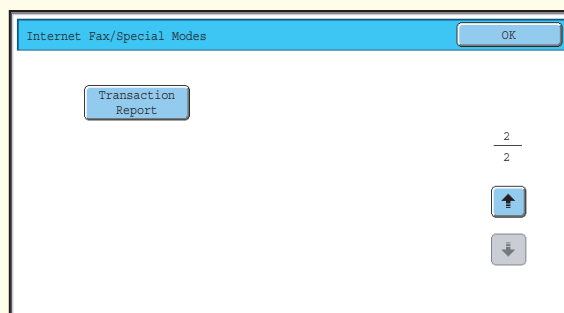 Internet Fax/Special Modes
OK
Transaction
Report
2
2